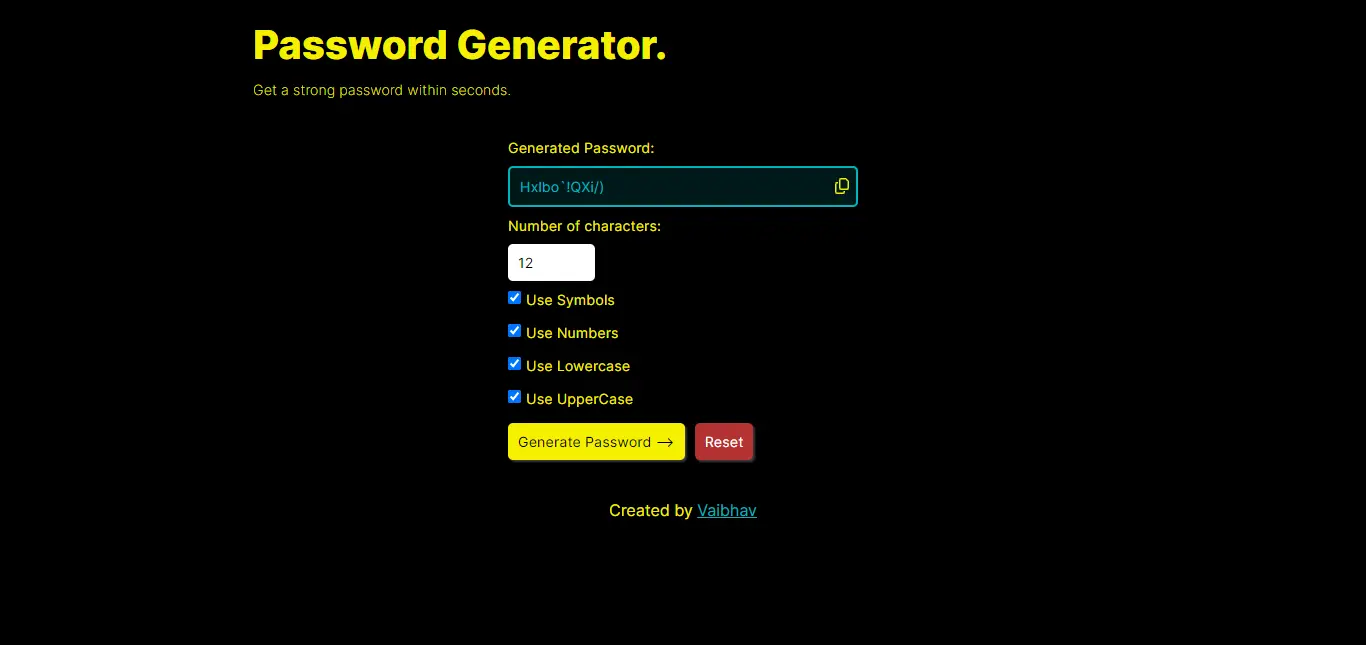 Password Generator.
Get a strong password within seconds.
Generated Password:
HxIbo`!QXi/)
Number of characters:
12
Use Symbols
Use Numbers
Use Lowercase
Use UpperCase
Generate Password →
Reset
Created by Vaibhav